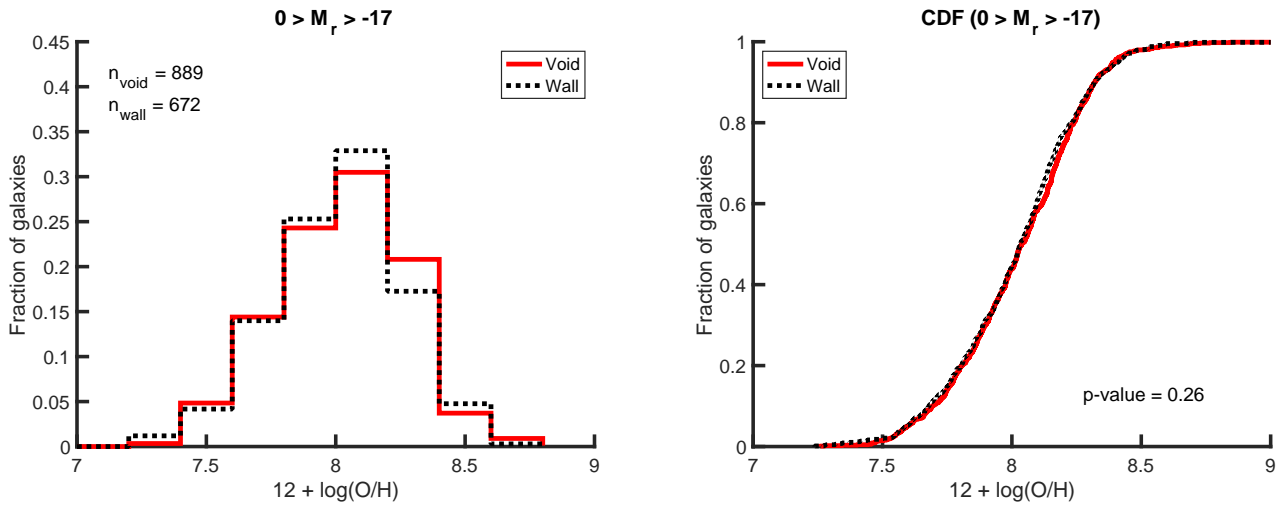 0 > M_r > -17
0.45
0.4
0.35
0.3
0.25
0.2
0.15
0.1
0.05
0
Fraction of galaxies
n_void = 889
n_wall = 672
Void
Wall
7
7.5
8
8.5
9
12 + log(O/H)
CDF (0 > M_r > -17)
1
0.8
0.6
0.4
0.2
0
Fraction of galaxies
Void
Wall
p-value = 0.26
7
7.5
8
8.5
9
12 + log(O/H)